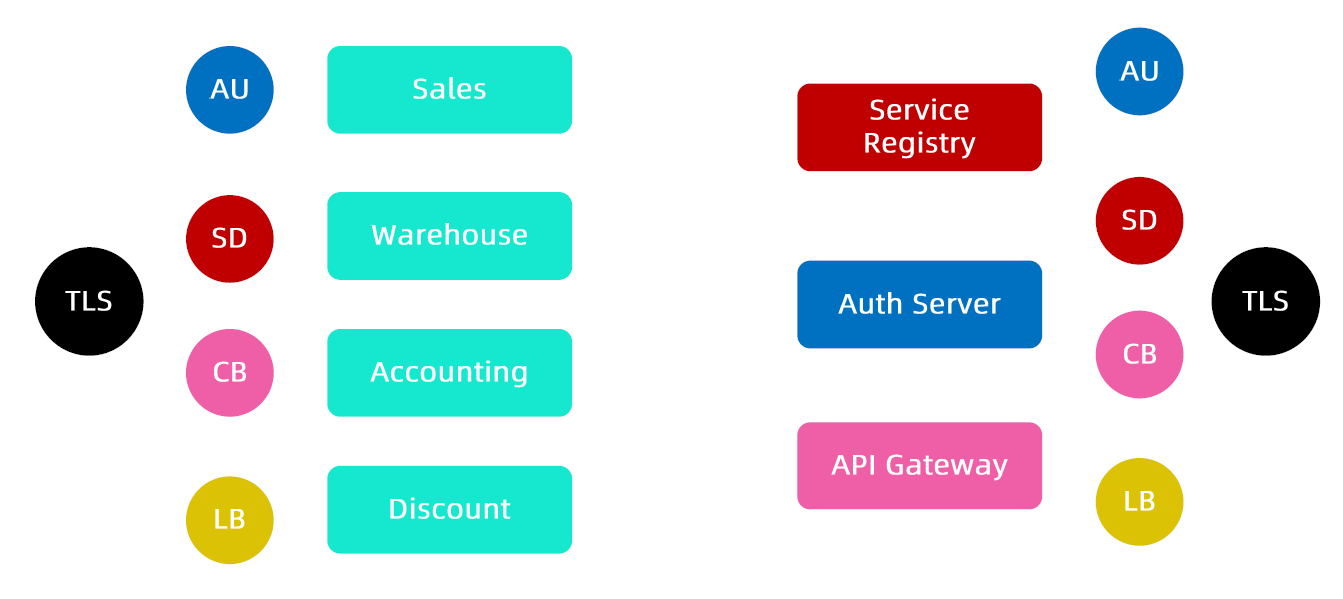 AU
Sales
SD
Warehouse
TLS
CB
Accounting
LB
Discount
Service
Registry
AU
SD
Auth Server
TLS
CB
API Gateway
LB